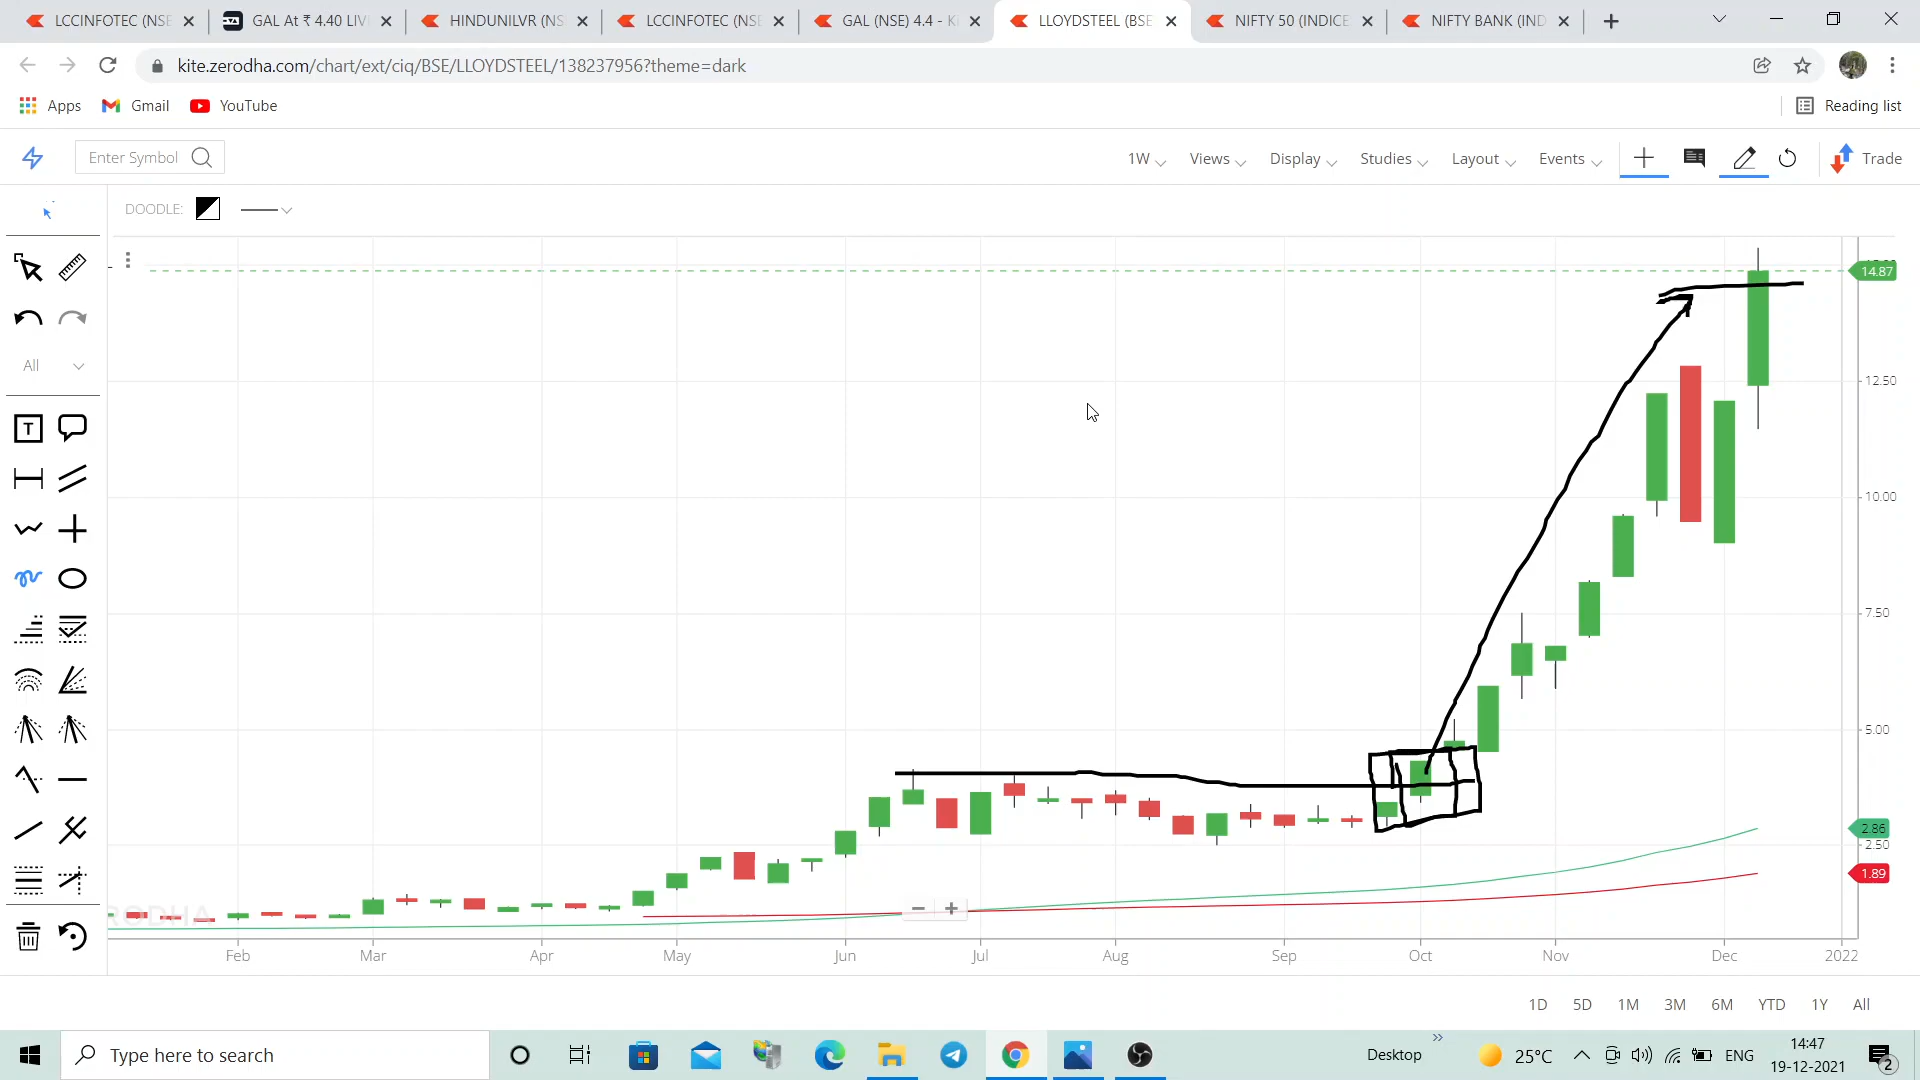 LCCINFOTEC (NSE
GAL At ₹ 4.40 LIVE
HINDUNILVR (NS
LCCINFOTEC (NSE
GAL (NSE) 4.4 - K
LLOYDSTEEL (BSE
NIFTY 50 (INDICE
NIFTY BANK (IND
kite.zerodha.com/chart/ext/ciq/BSE/LLOYDSTEEL/138237956?theme=dark
Apps Gmail YouTube Reading list
Enter Symbol 1W Views Display Studies Layout Events Trade
DOODLE:
All
T
14.87
12.50
10.00
7.50
5.00
2.86
2.50
1.89
Feb Mar Apr May Jun Jul Aug Sep Oct Nov Dec 2022
1D 5D 1M 3M 6M YTD 1Y All
Type here to search
Desktop 25°C ENG
14:47
19-12-2021
2